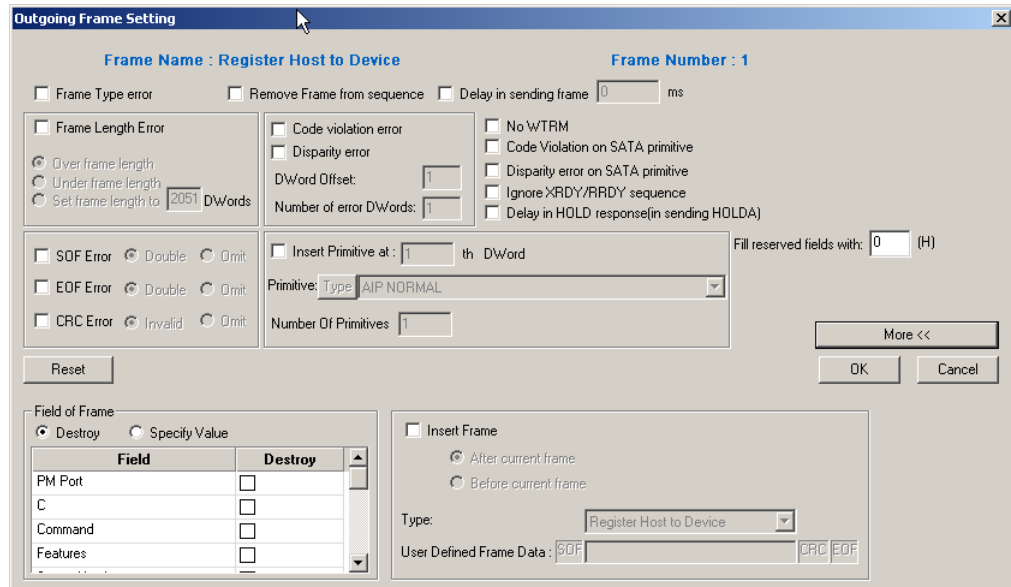 Outgoing Frame Setting
Frame Name : Register Host to Device
Frame Number : 1
Frame Type error
Remove Frame from sequence
Delay in sending frame 0 ms
Frame Length Error
Over frame length
Under frame length
Set frame length to 2051 DWords
Code violation error
Disparity error
DWord Offset: 1
Number of error DWords: 1
No WTRM
Code Violation on SATA primitive
Disparity error on SATA primitive
Ignore XRDY/RRDY sequence
Delay in HOLD response(in sending HOLDA)
SOF Error Double Omit
EOF Error Double Omit
CRC Error Invalid Omit
Insert Primitive at : 1 th DWord
Primitive: Type AIP NORMAL
Number Of Primitives 1
Fill reserved fields with: 0 (H)
More <<
Reset
OK
Cancel
Field of Frame
Destroy Specify Value
Field Destroy
PM Port
C
Command
Features
Insert Frame
After current frame
Before current frame
Type: Register Host to Device
User Defined Frame Data : SOF CRC EOF